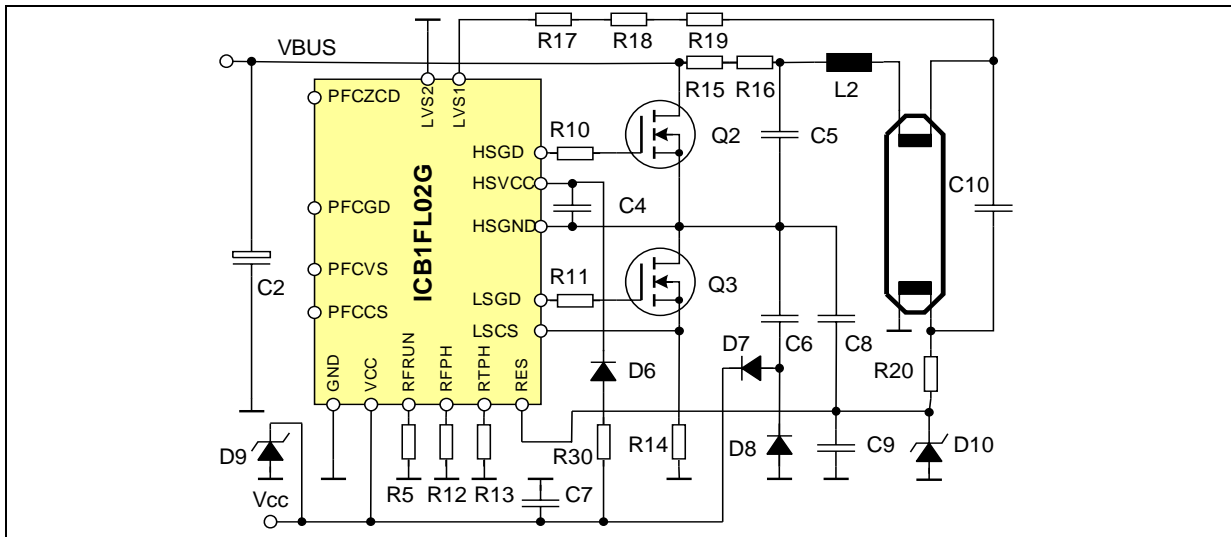 R17 R18 R19
VBUS
R15 R16 L2
PFCZCD
LVS2
LVS1
R10
Q2
C5
HSGD
ICB1FL02G
HSVCC
C4
C10
PFCGD
HSGND
PFCVS
R11
Q3
C2
LSGD
PFCCS
LSCS
D7
C6 C8
GND
VCC
RFRUN
RFPH
RTPH
RES
D6
R20
D9
R14
R30
D8
C9
D10
R5 R12 R13 C7
Vcc